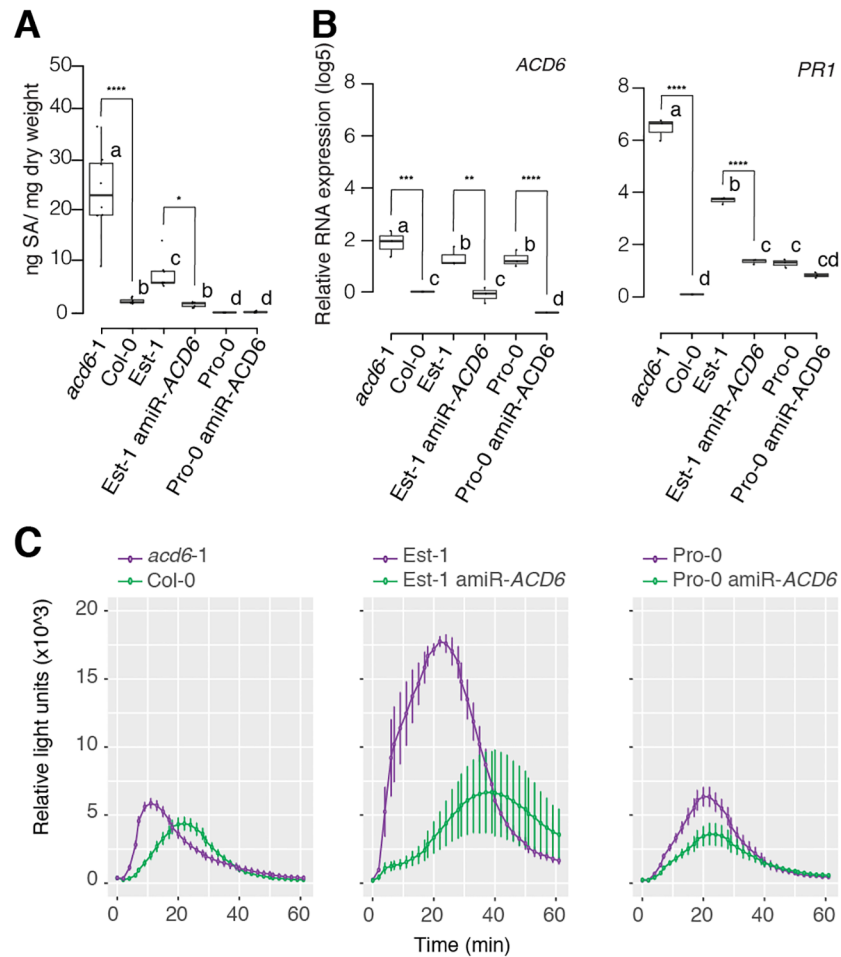 A
ng SA/ mg dry weight
50
40
30
20
10
0
****
*
a
b
c
b
d
d
acd6-1
Col-0
Est-1
Est-1 amiR-ACD6
Pro-0
Pro-0 amiR-ACD6
B
Relative RNA expression (log5)
ACD6
8
6
4
2
0
***
**
****
a
c
b
c
b
d
acd6-1
Col-0
Est-1
Est-1 amiR-ACD6
Pro-0
Pro-0 amiR-ACD6
PR1
8
6
4
2
0
****
****
a
d
b
c
c
cd
acd6-1
Col-0
Est-1
Est-1 amiR-ACD6
Pro-0
Pro-0 amiR-ACD6
C
acd6-1
Col-0
Est-1
Est-1 amiR-ACD6
Pro-0
Pro-0 amiR-ACD6
Relative light units (x10^3)
20
15
10
5
0
0 20 40 60
0 20 40 60
0 20 40 60
Time (min)